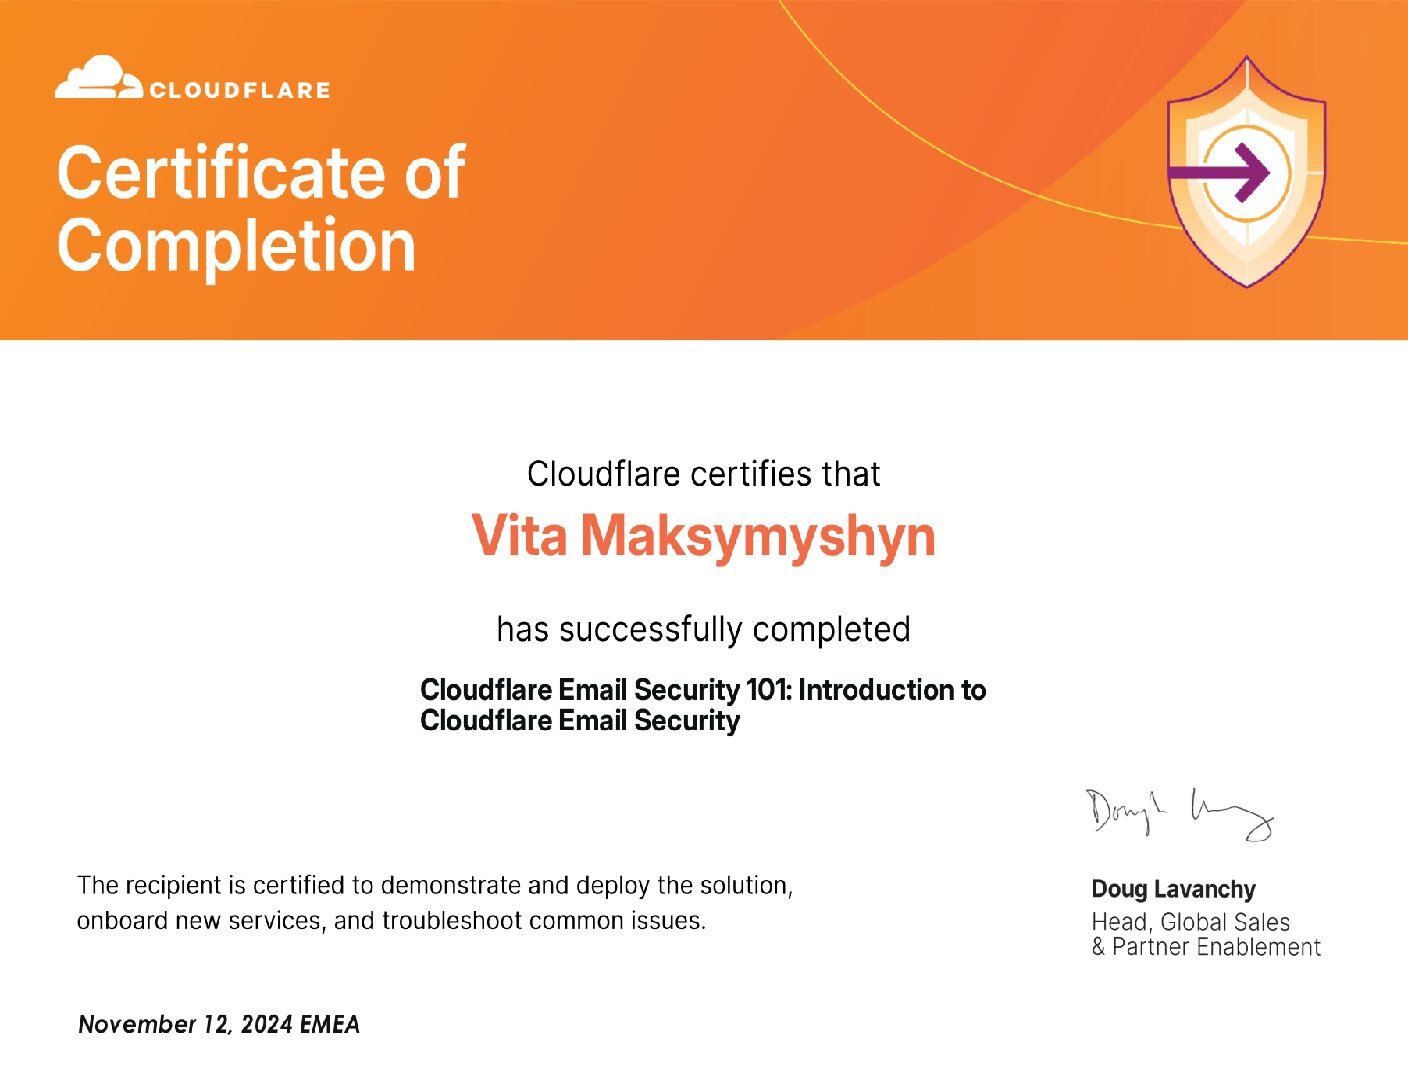 CLOUDFLARE
Certificate of
Completion
Cloudflare certifies that
Vita Maksymyshyn
has successfully completed
Cloudflare Email Security 101: Introduction to
Cloudflare Email Security
The recipient is certified to demonstrate and deploy the solution,
onboard new services, and troubleshoot common issues.
Doug Lavanchy
Head, Global Sales
& Partner Enablement
November 12, 2024 EMEA